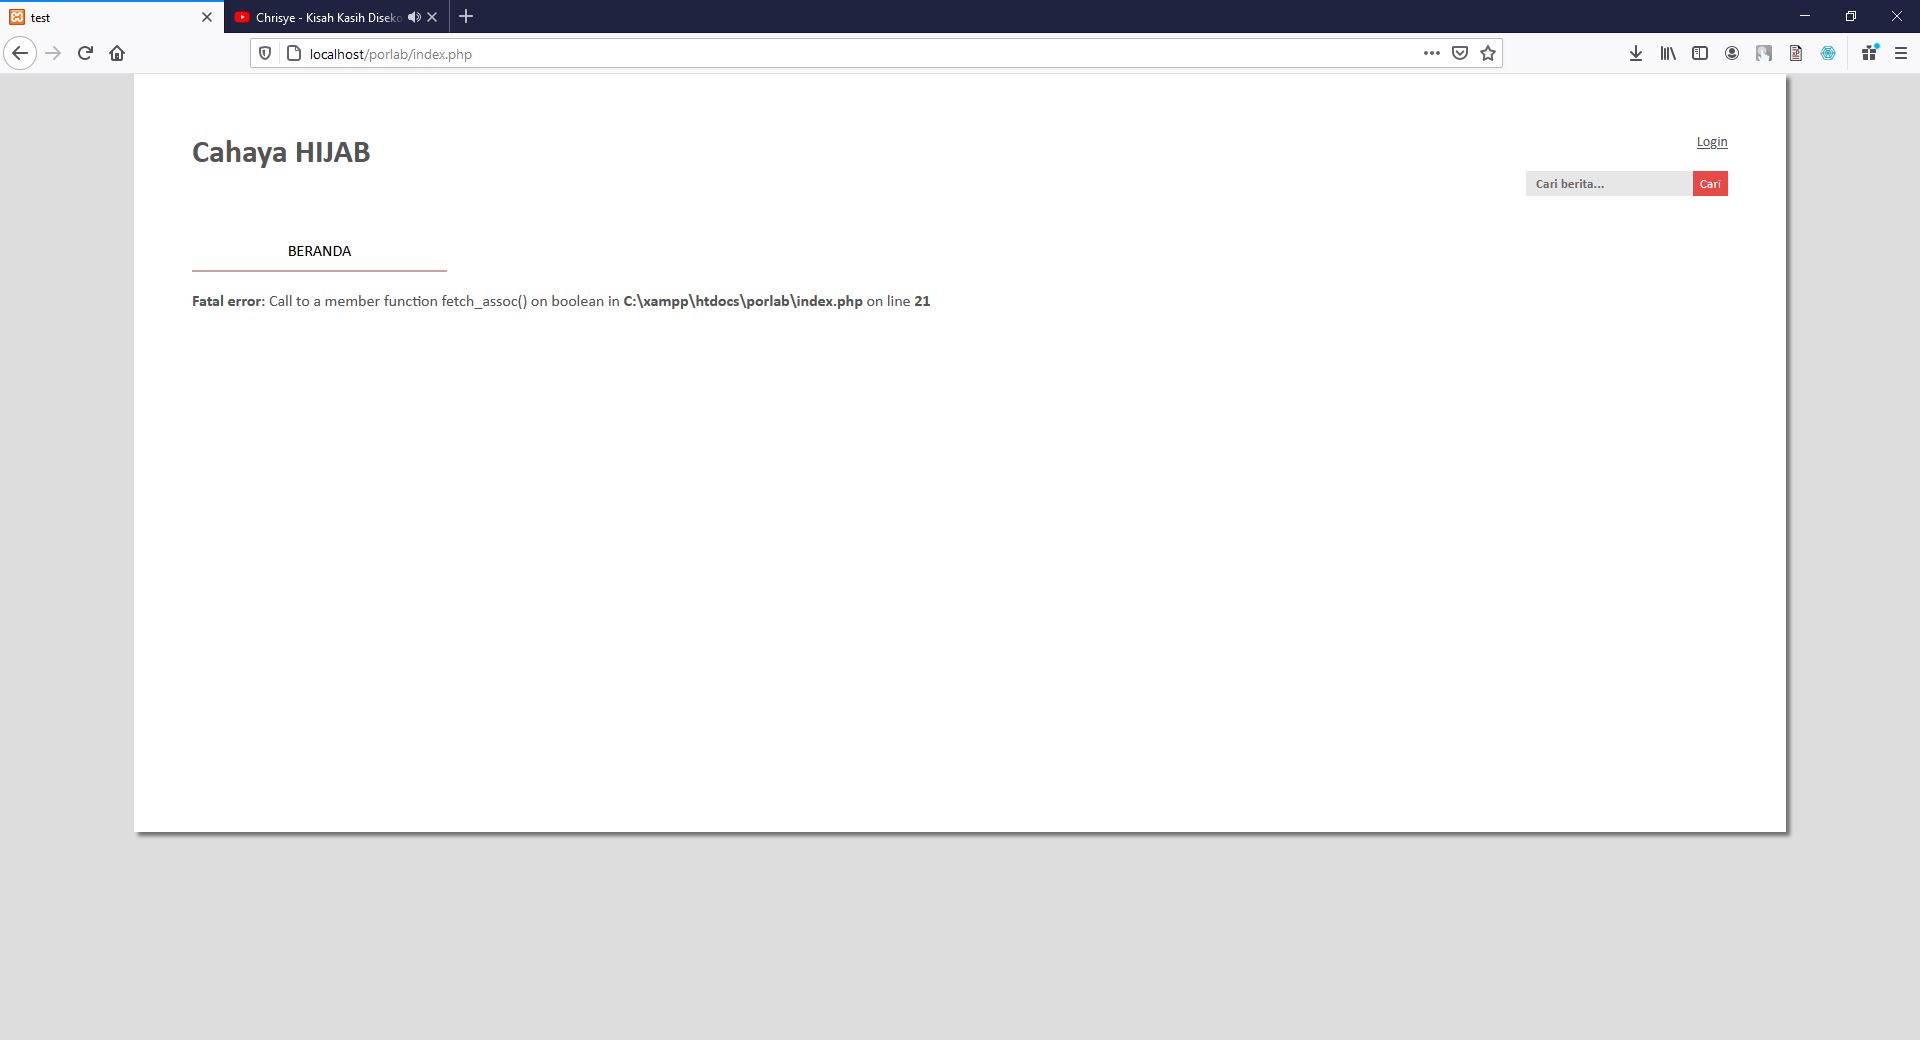 test
Chrisye - Kisah Kasih Diseko
localhost/porlab/index.php
Cahaya HIJAB
Login
Cari berita...
Cari
BERANDA
Fatal error: Call to a member function fetch_assoc() on boolean in C:\xampp\htdocs\porlab\index.php on line 21